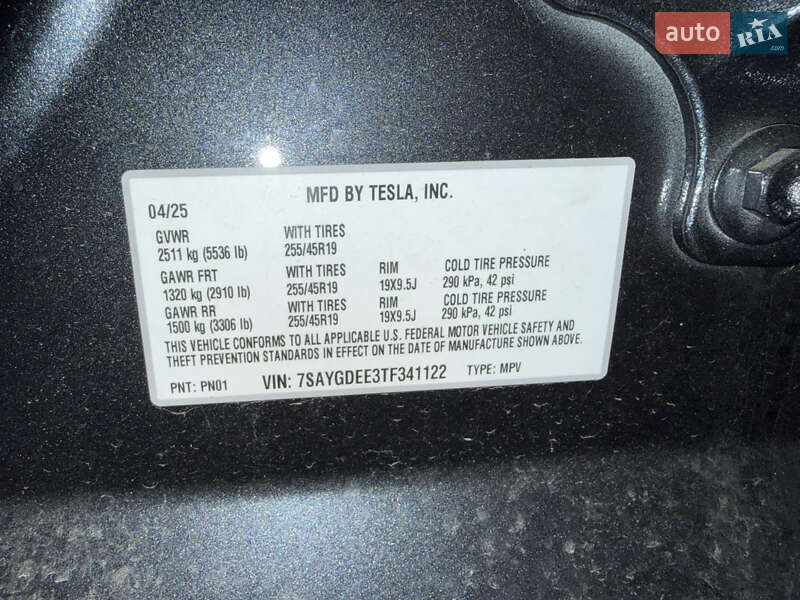 auto RIA.com
MFD BY TESLA, INC.
04/25
GVWR WITH TIRES
2511 kg (5536 lb) 255/45R19
GAWR FRT WITH TIRES RIM COLD TIRE PRESSURE
1320 kg (2910 lb) 255/45R19 19X9.5J 290 kPa, 42 psi
GAWR RR WITH TIRES RIM COLD TIRE PRESSURE
1500 kg (3306 lb) 255/45R19 19X9.5J 290 kPa, 42 psi
THIS VEHICLE CONFORMS TO ALL APPLICABLE U.S. FEDERAL MOTOR VEHICLE SAFETY AND
THEFT PREVENTION STANDARDS IN EFFECT ON THE DATE OF MANUFACTURE SHOWN ABOVE.
PNT: PN01 VIN: 7SAYGDEE3TF341122 TYPE: MPV